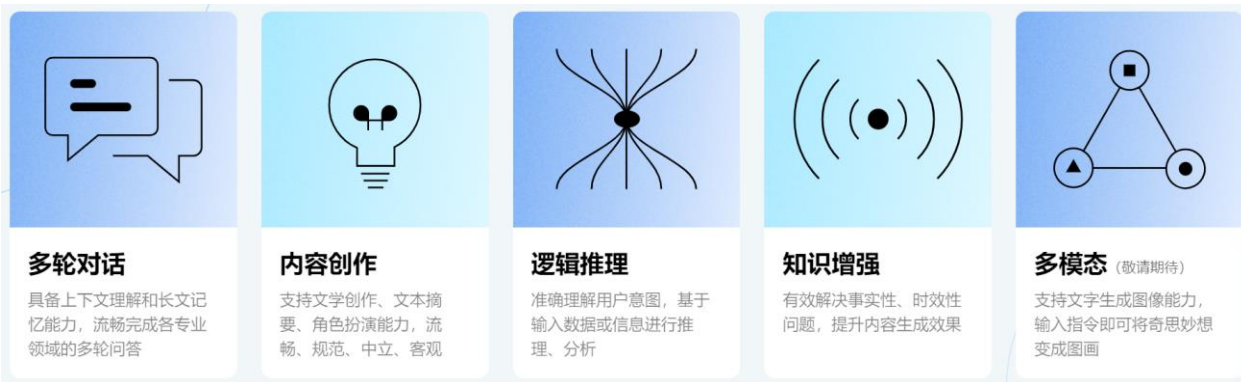 多轮对话
具备上下文理解和长文记
忆能力，流畅完成各专业
领域的多轮问答
内容创作
支持文学创作、文本摘
要、角色扮演能力，流
畅、规范、中立、客观
逻辑推理
准确理解用户意图，基于
输入数据或信息进行推
理、分析
知识增强
有效解决事实性、时效性
问题，提升内容生成效果
多模态（敬请期待）
支持文字生成图像能力，
输入指令即可将奇思妙想
变成图画